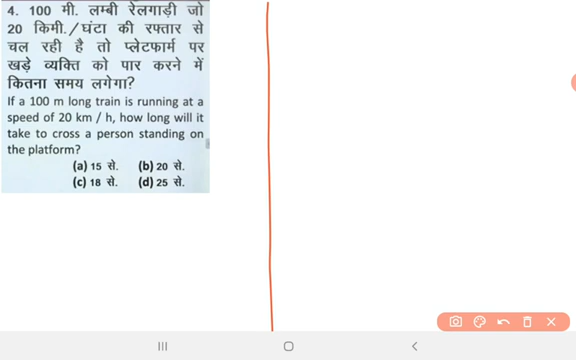 4. 100 मी. लम्बी रेलगाड़ी जो
20 किमी./घंटा की रफ्तार से
चल रही है तो प्लेटफार्म पर
खड़े व्यक्ति को पार करने में
कितना समय लगेगा?
If a 100 m long train is running at a
speed of 20 km / h, how long will it
take to cross a person standing on
the platform?
(a) 15 से. (b) 20 से.
(c) 18 से. (d) 25 से.